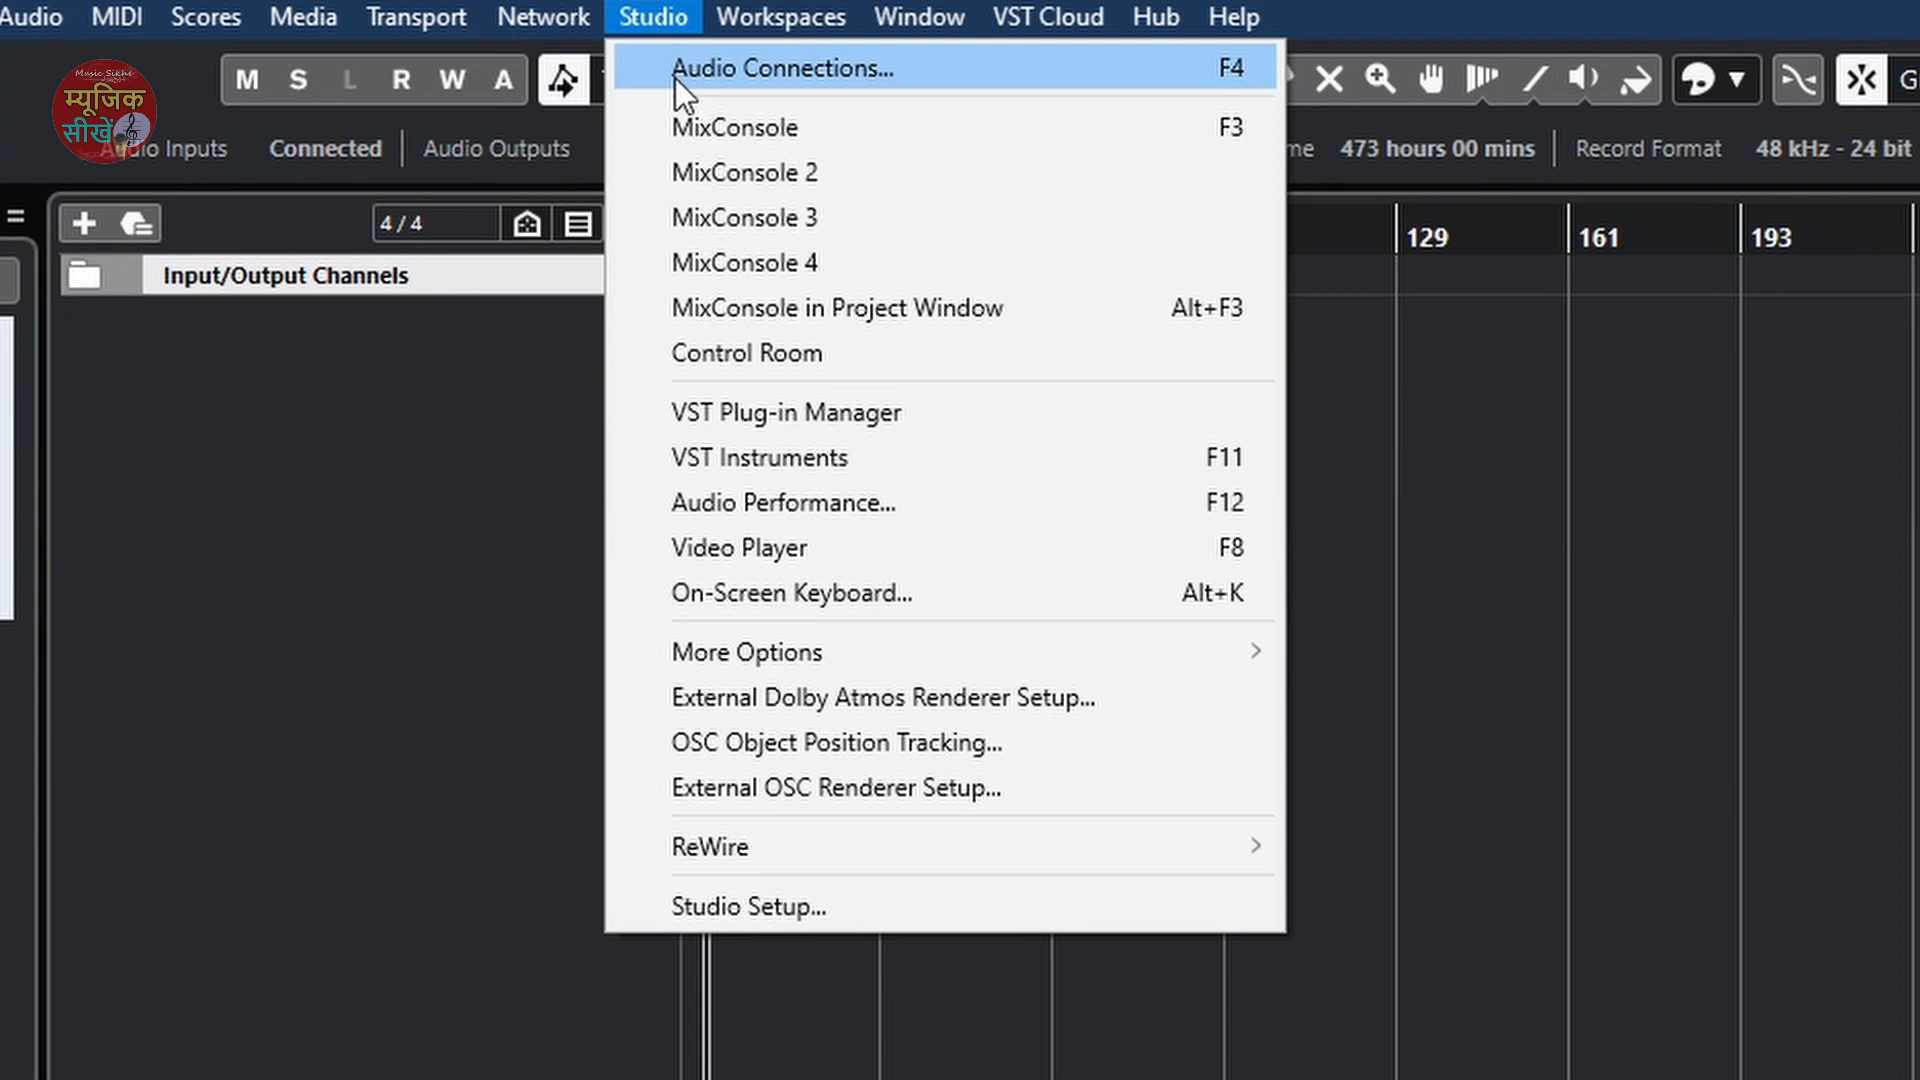 Audio MIDI Scores Media Transport Network Studio Workspaces Window VST Cloud Hub Help
Music Sikhe
म्यूजिक
सीखें
M S L R W A
Audio Inputs Connected Audio Outputs
473 hours 00 mins Record Format 48 kHz - 24 bit
4 / 4
Input/Output Channels
Audio Connections... F4
MixConsole F3
MixConsole 2
MixConsole 3
MixConsole 4
MixConsole in Project Window Alt+F3
Control Room
VST Plug-in Manager
VST Instruments F11
Audio Performance... F12
Video Player F8
On-Screen Keyboard... Alt+K
More Options
External Dolby Atmos Renderer Setup...
OSC Object Position Tracking...
External OSC Renderer Setup...
ReWire
Studio Setup...
129 161 193